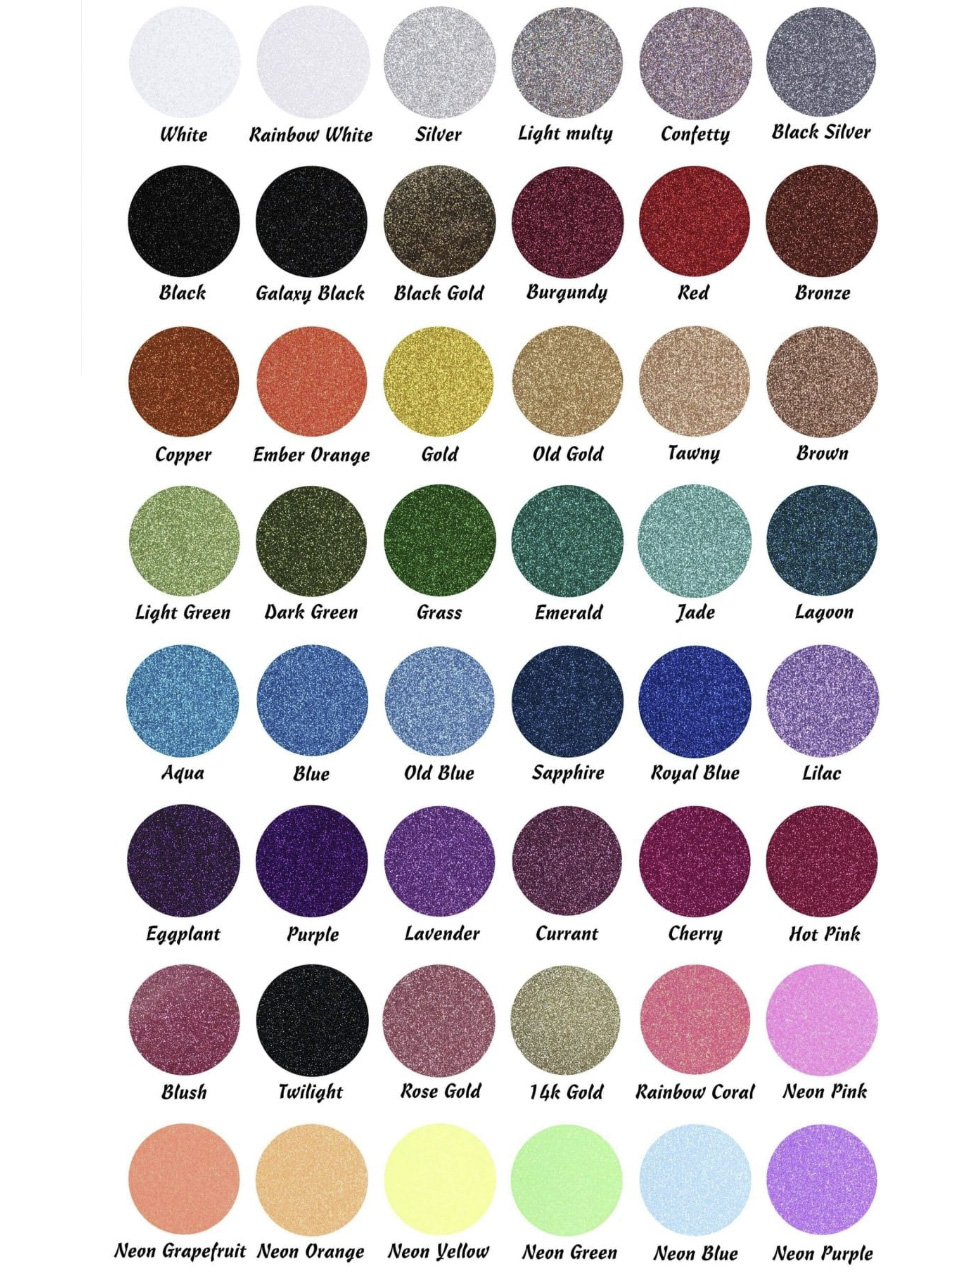 White
Rainbow White
Silver
Light multy
Confetty
Black Silver
Black
Galaxy Black
Black Gold
Burgundy
Red
Bronze
Copper
Ember Orange
Gold
Old Gold
Tawny
Brown
Light Green
Dark Green
Grass
Emerald
Jade
Lagoon
Aqua
Blue
Old Blue
Sapphire
Royal Blue
Lilac
Eggplant
Purple
Lavender
Currant
Cherry
Hot Pink
Blush
Twilight
Rose Gold
14k Gold
Rainbow Coral
Neon Pink
Neon Grapefruit
Neon Orange
Neon Yellow
Neon Green
Neon Blue
Neon Purple